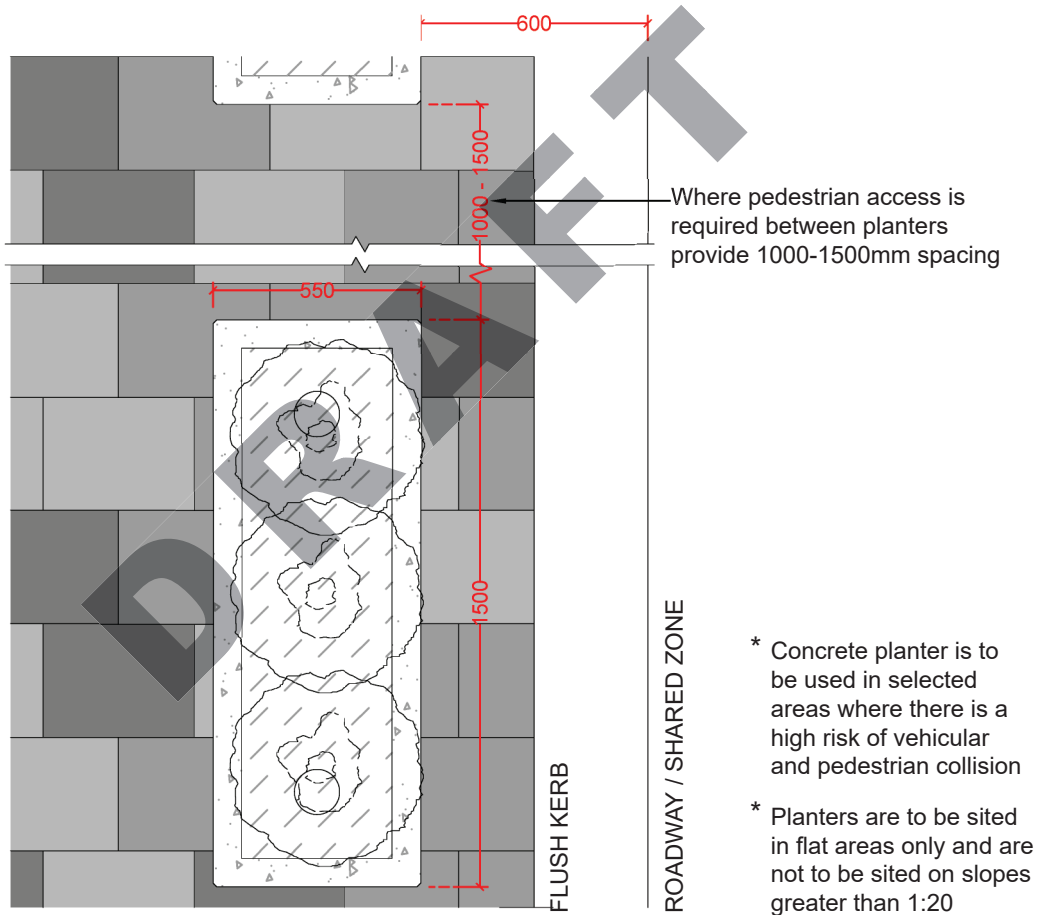 600
1000 - 1500
Where pedestrian access is
required between planters
provide 1000-1500mm spacing
550
DRAFT
1500
FLUSH KERB
ROADWAY / SHARED ZONE
* Concrete planter is to
be used in selected
areas where there is a
high risk of vehicular
and pedestrian collision
* Planters are to be sited
in flat areas only and are
not to be sited on slopes
greater than 1:20